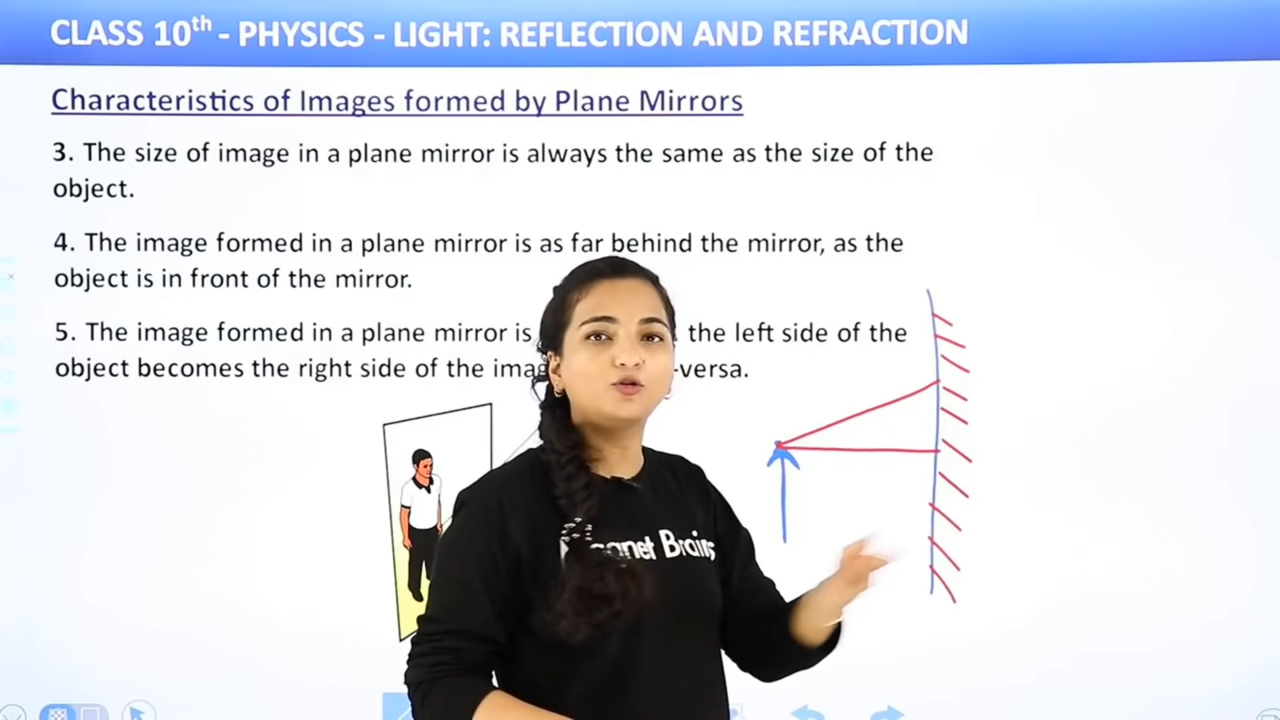 CLASS 10th - PHYSICS - LIGHT: REFLECTION AND REFRACTION
Characteristics of Images formed by Plane Mirrors
3. The size of image in a plane mirror is always the same as the size of the
object.
4. The image formed in a plane mirror is as far behind the mirror, as the
object is in front of the mirror.
5. The image formed in a plane mirror is the left side of the
object becomes the right side of the -versa.
Brains